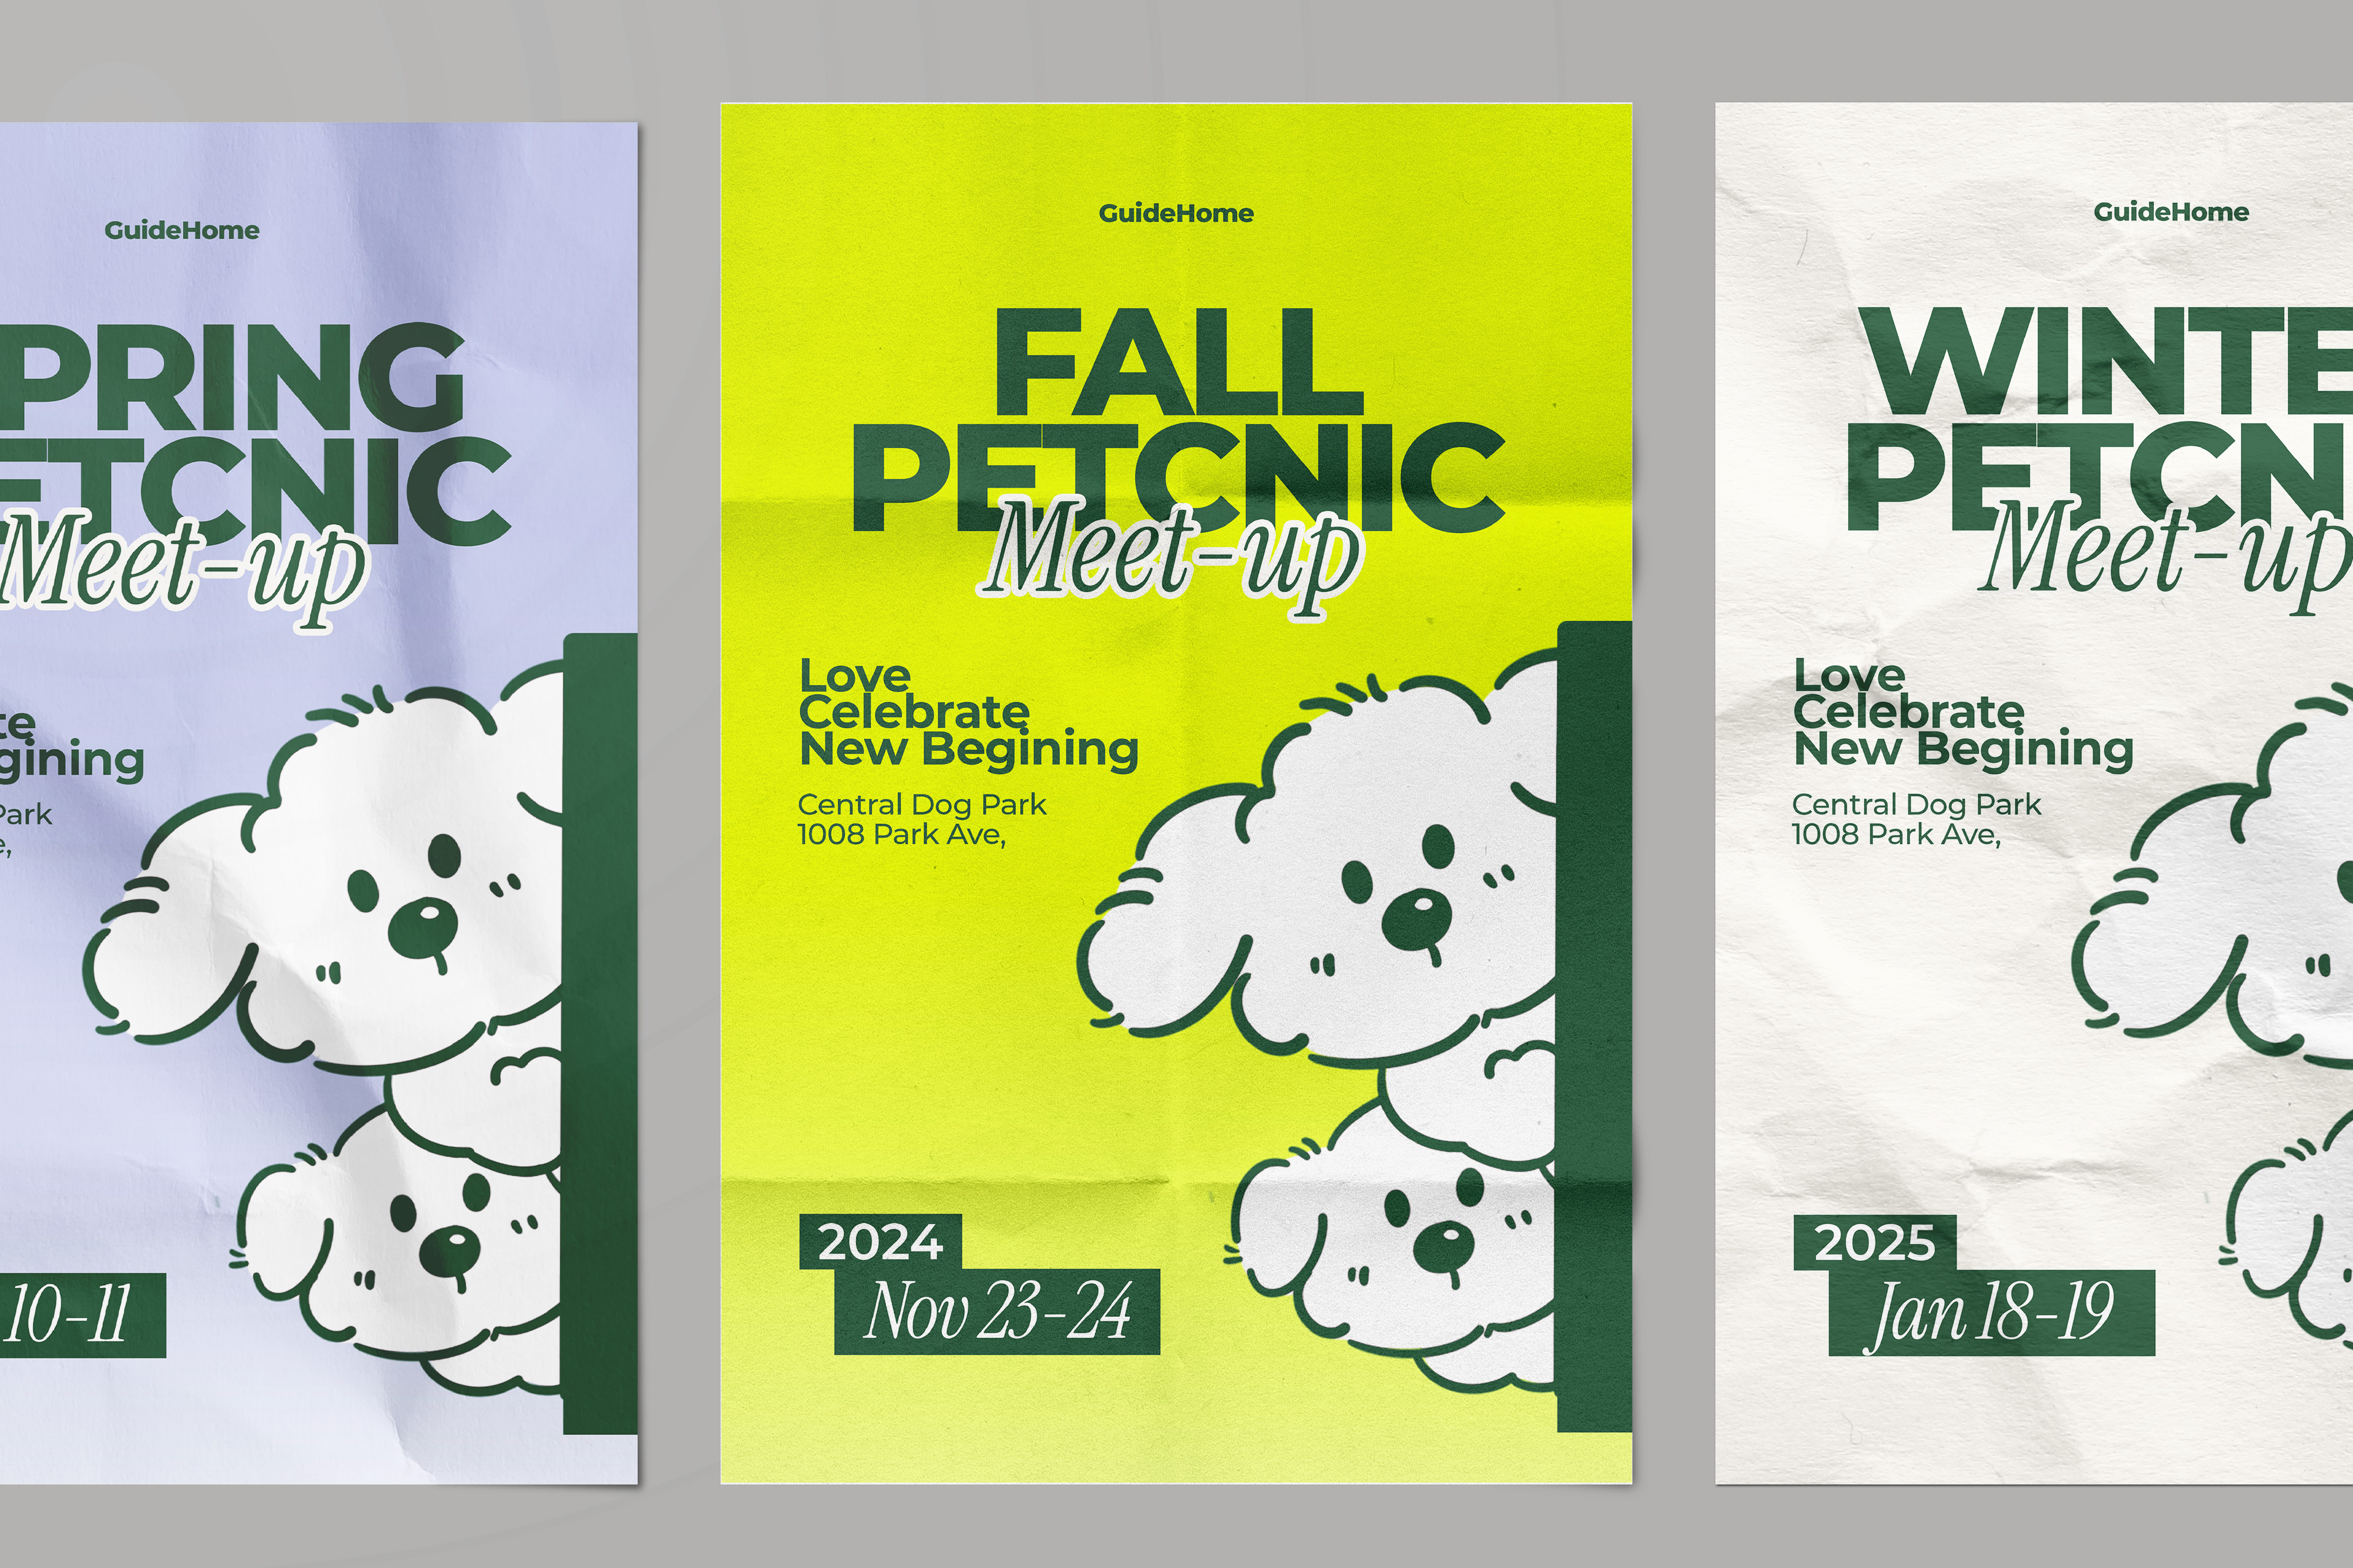 GuideHome
PRING
ETCNIC
Meet-up
te
gining
Park
e,
10-11
GuideHome
FALL
PETCNIC
Meet-up
Love
Celebrate
New Begining
Central Dog Park
1008 Park Ave,
2024
Nov 23-24
GuideHome
WINTE
PETCN
Meet-up
Love
Celebrate
New Begining
Central Dog Park
1008 Park Ave,
2025
Jan 18-19